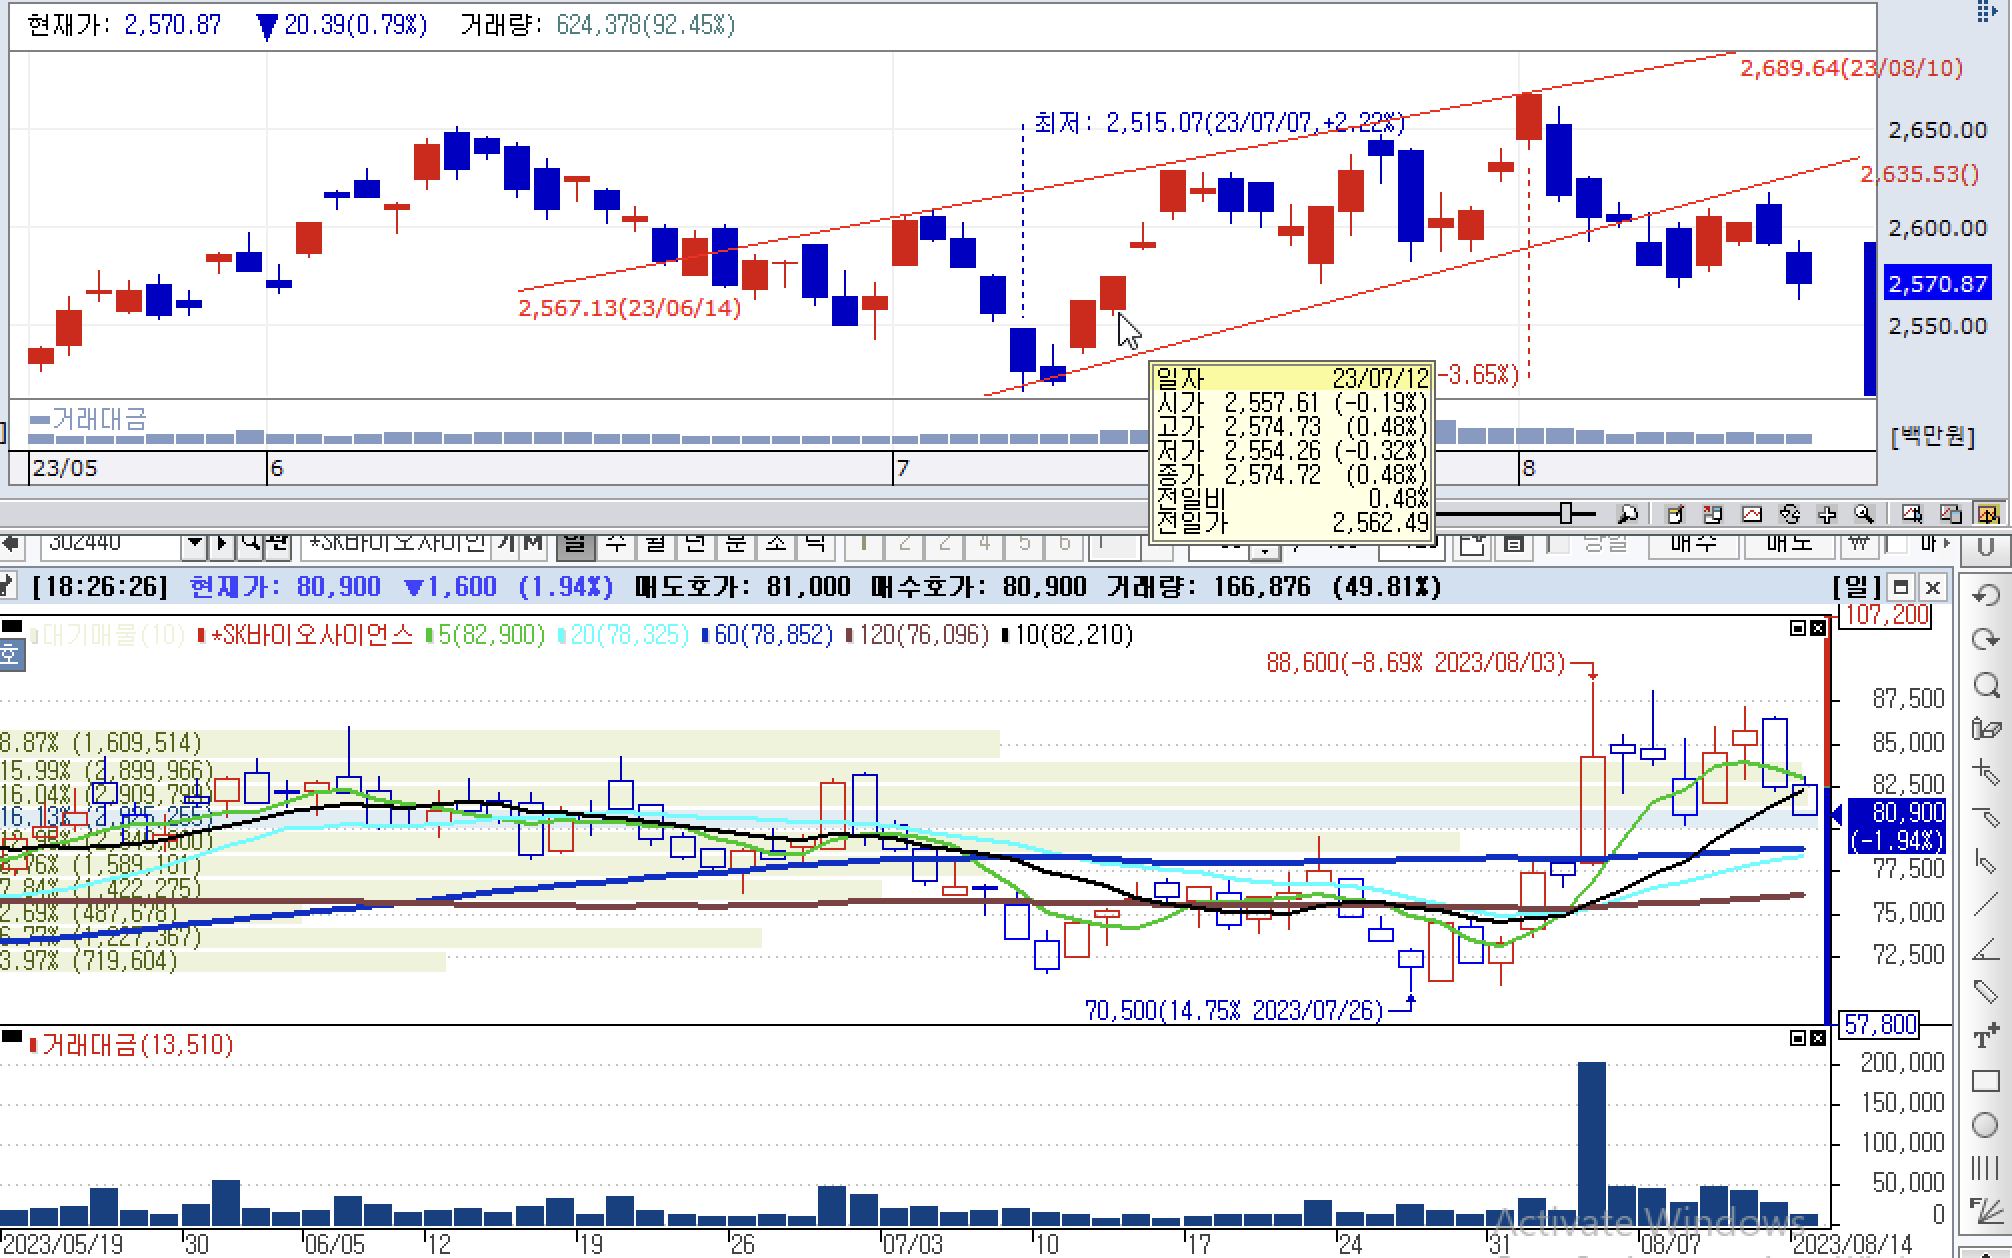 현재가: 2,570.87 ▼20.39(0.79%) 거래량: 624,378(92.45%)
2,689.64(23/08/10)
최저: 2,515.07(23/07/07,+2.22%)
2,650.00
2,635.53()
2,600.00
2,570.87
2,567.13(23/06/14)
2,550.00
-3.65%)
일자 23/07/12
시가 2,557.61 (-0.19%)
고가 2,574.73 (0.48%)
저가 2,554.26 (-0.32%)
종가 2,574.72 (0.48%)
전일비 0.48%
전일가 2,562.49
거래대금
[백만원]
23/05 6 7 8
302440 *SK바이오사이언 M 일 주 월 년 분 초 틱 1 2 2 4 5 6 당일 매수 매도 ₩
[18:26:26] 현재가: 80,900 ▼1,600 (1.94%) 매도호가: 81,000 매수호가: 80,900 거래량: 166,876 (49.81%) [일]
107,200
대기매물(10) *SK바이오사이언스 5(82,900) 20(78,325) 60(78,852) 120(76,096) 10(82,210)
호
88,600(-8.69% 2023/08/03)
87,500
8.87% (1,609,514)
85,000
15.99% (2,899,966)
82,500
80,900
(-1.94%)
77,500
8.76% (1,589,101)
7.84% (1,422,275)
2.69% (487,678)
75,000
6.77% (1,227,367)
3.97% (719,604)
72,500
70,500(14.75% 2023/07/26)
57,800
거래대금(13,510)
200,000
150,000
100,000
50,000
0
Activate Windows
2023/05/19 30 06/05 12 19 26 07/03 10 17 24 31 08/07 2023/08/14